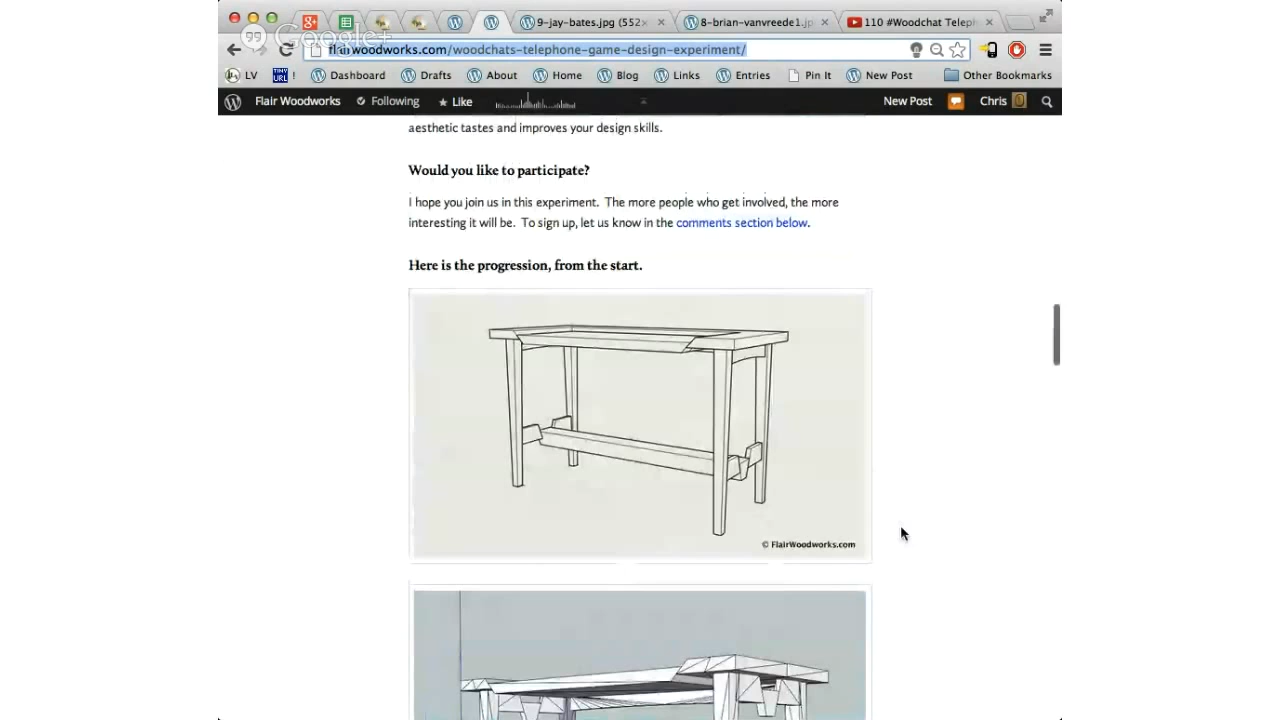 9-jay-bates.jpg (552×
8-brian-vanvreede1.jp
110 #Woodchat Telep
Google+
flairwoodworks.com/woodchats-telephone-game-design-experiment/
LV
TINY URL
!
Dashboard
Drafts
About
Home
Blog
Links
Entries
Pin It
New Post
Other Bookmarks
Flair Woodworks
Following
Like
New Post
Chris
aesthetic tastes and improves your design skills.
Would you like to participate?
I hope you join us in this experiment. The more people who get involved, the more
interesting it will be. To sign up, let us know in the comments section below.
Here is the progression, from the start.
© FlairWoodworks.com